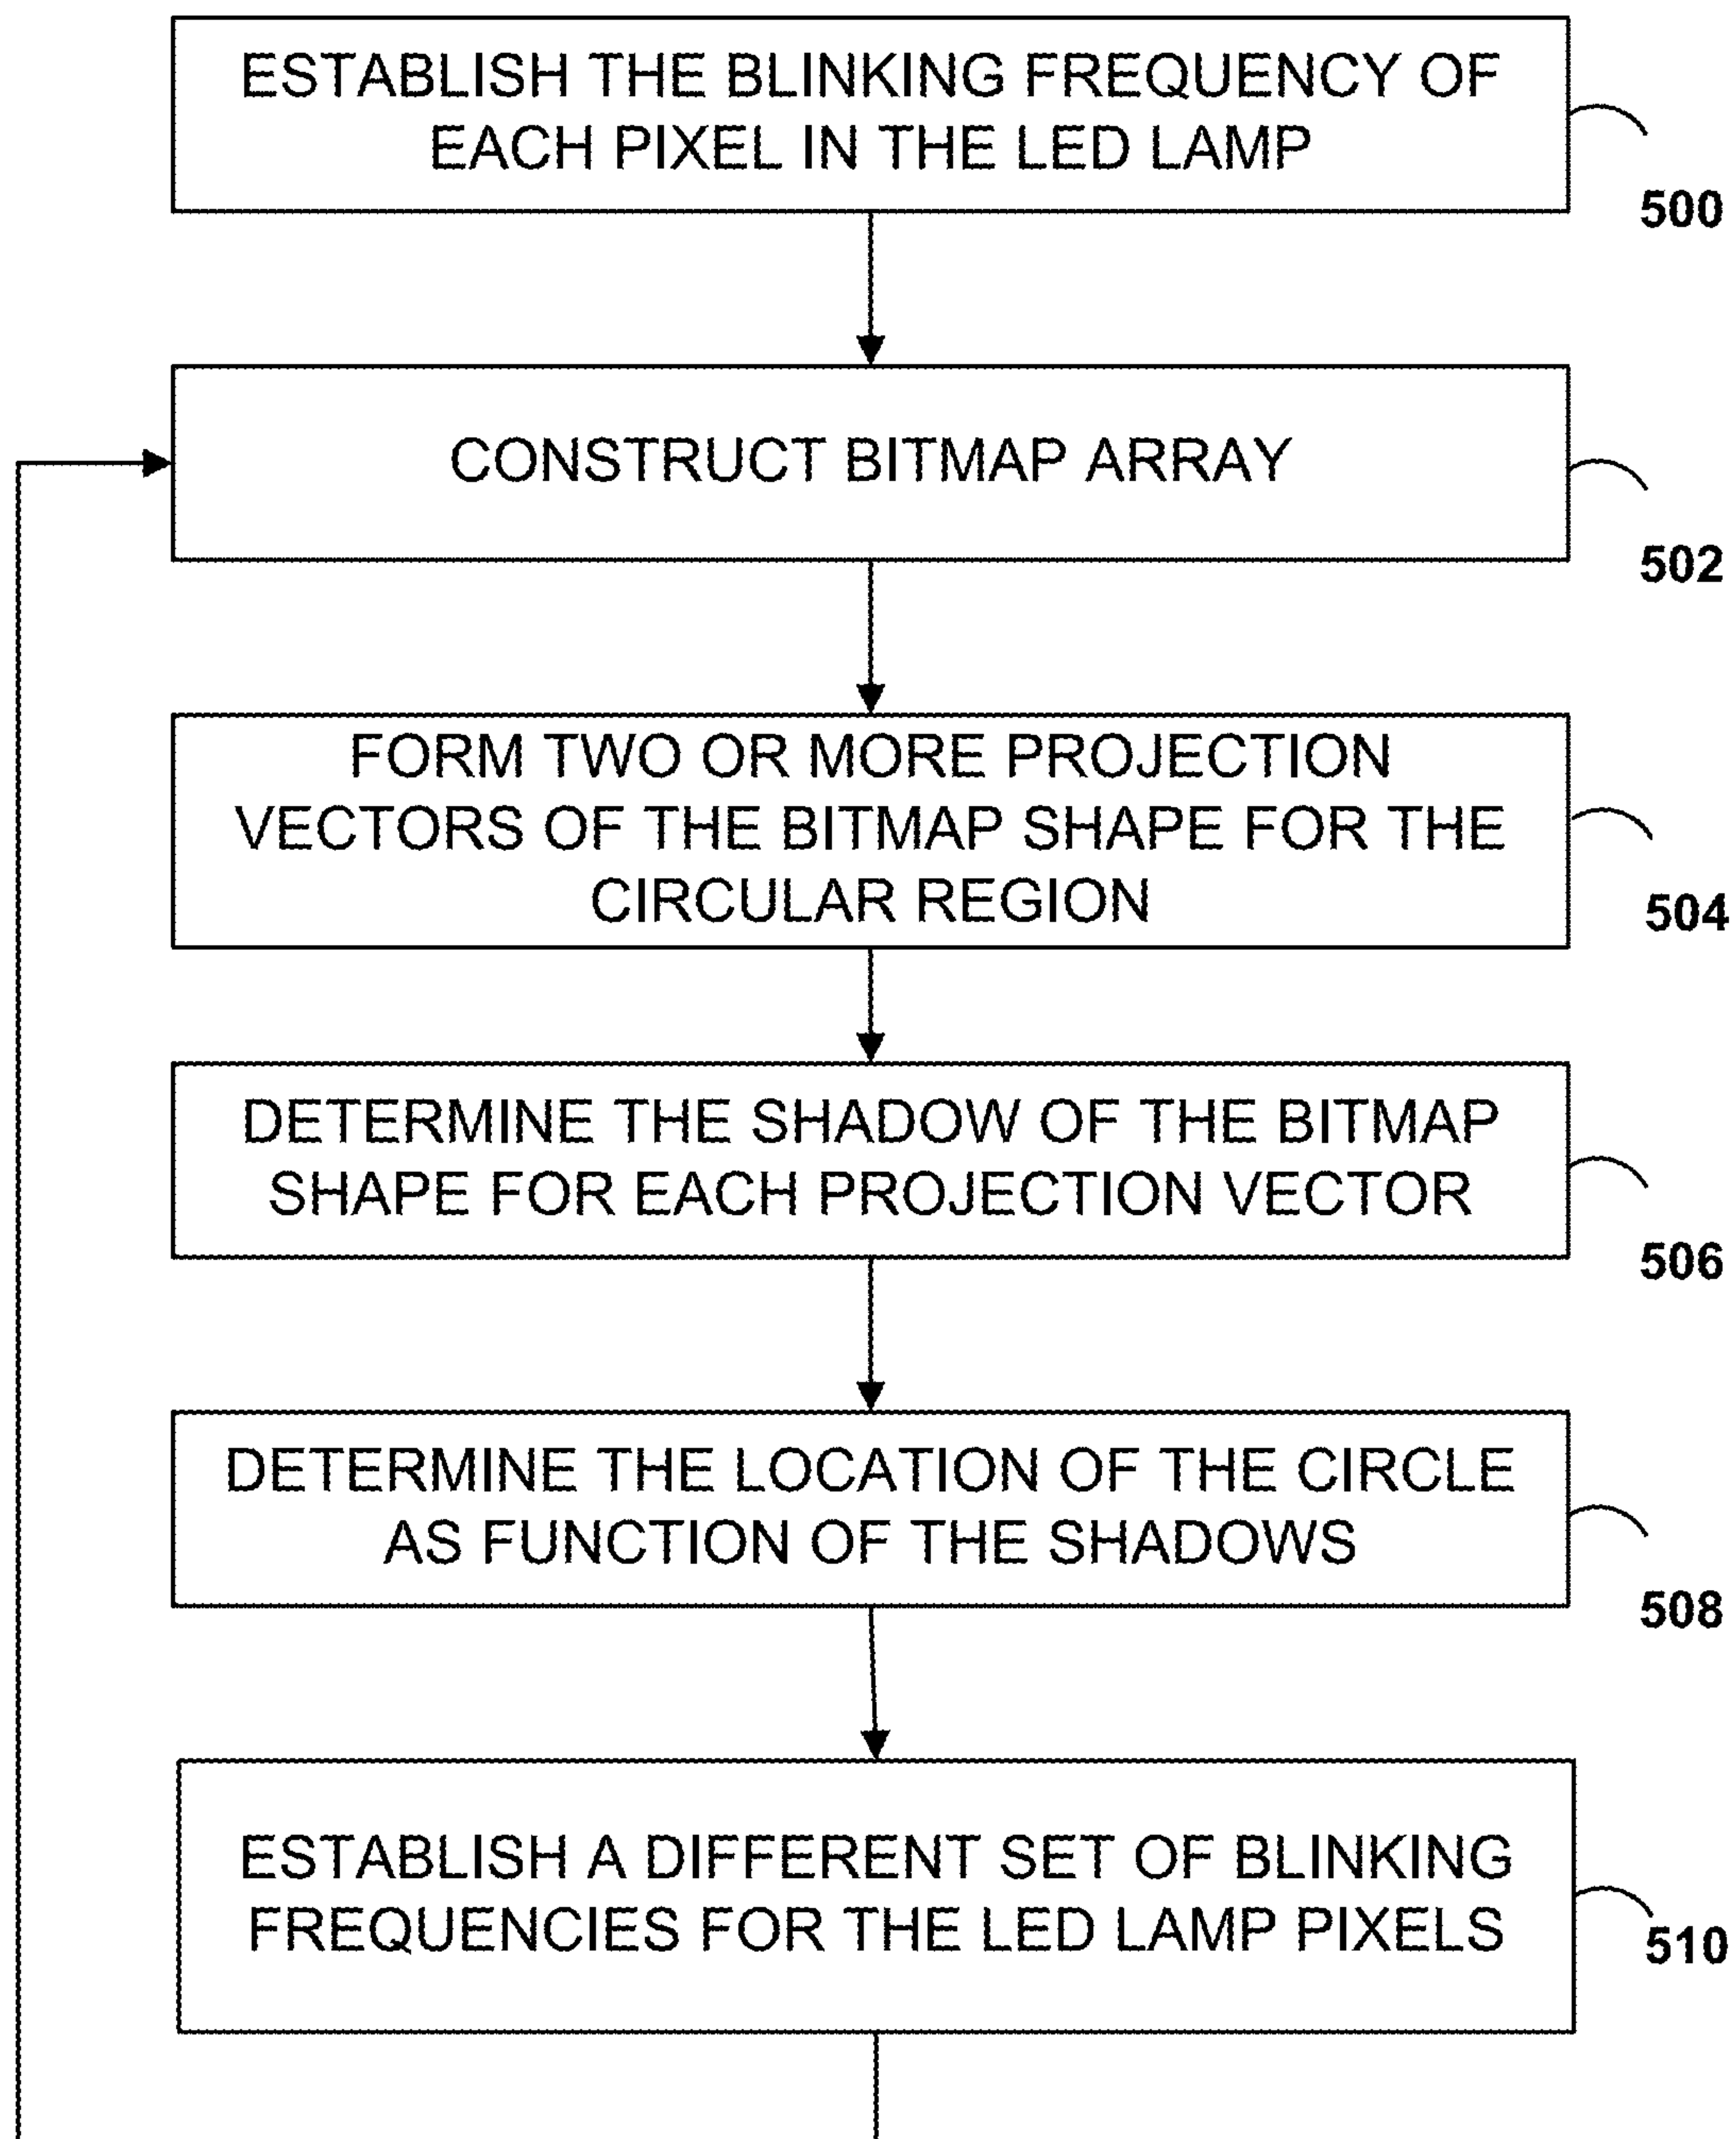 ESTABLISH THE BLINKING FREQUENCY OF
EACH PIXEL IN THE LED LAMP
500
CONSTRUCT BITMAP ARRAY
502
FORM TWO OR MORE PROJECTION
VECTORS OF THE BITMAP SHAPE FOR THE
CIRCULAR REGION
504
DETERMINE THE SHADOW OF THE BITMAP
SHAPE FOR EACH PROJECTION VECTOR
506
DETERMINE THE LOCATION OF THE CIRCLE
AS FUNCTION OF THE SHADOWS
508
ESTABLISH A DIFFERENT SET OF BLINKING
FREQUENCIES FOR THE LED LAMP PIXELS
510